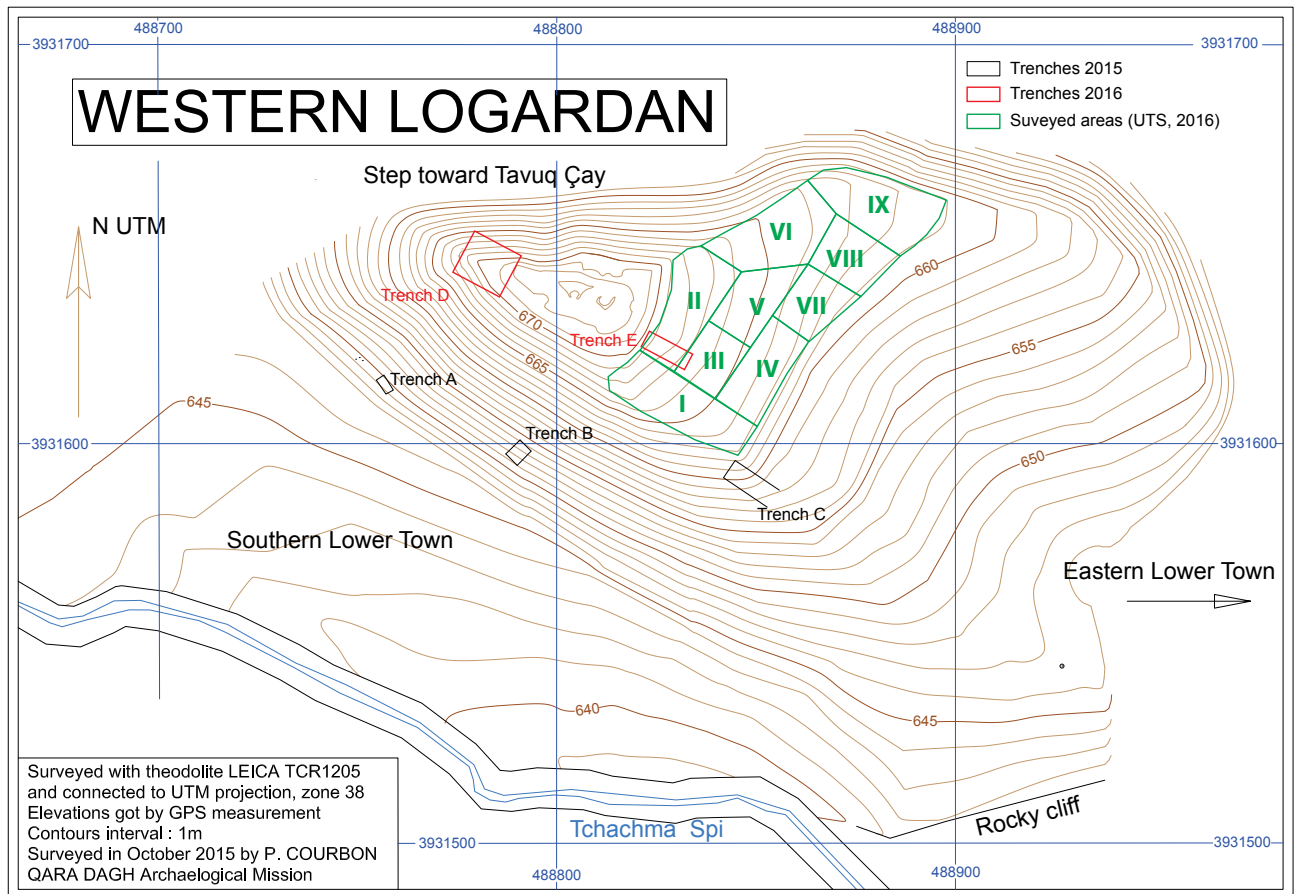 488700
488800
488900
3931700
3931700
Trenches 2015
Trenches 2016
Suveyed areas (UTS, 2016)
WESTERN LOGARDAN
Step toward Tavuq Çay
N UTM
IX
VI
VIII
660
Trench D
II
V
VII
670
Trench E
655
665
III
IV
Trench A
I
645
Trench B
3931600
3931600
650
Trench C
Southern Lower Town
Eastern Lower Town
640
645
Surveyed with theodolite LEICA TCR1205
and connected to UTM projection, zone 38
Elevations got by GPS measurement
Contours interval : 1m
Surveyed in October 2015 by P. COURBON
QARA DAGH Archaelogical Mission
Rocky cliff
Tchachma Spi
3931500
3931500
488800
488900